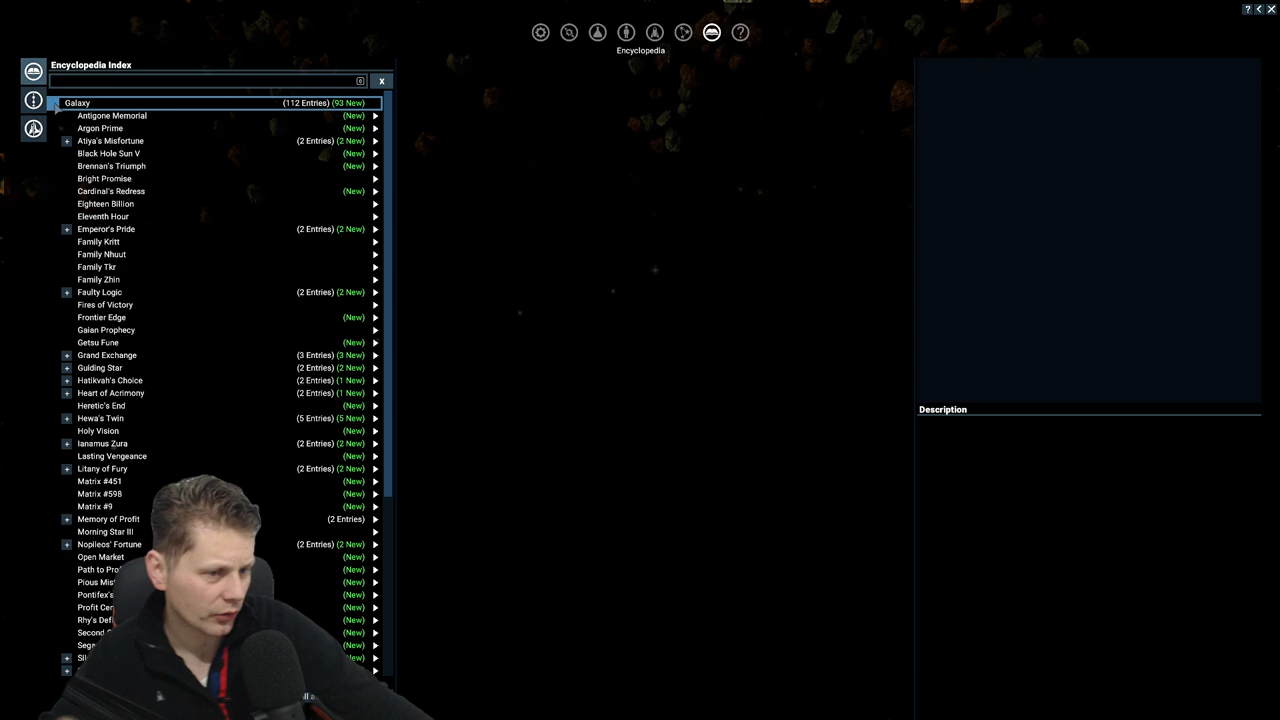 Encyclopedia
Encyclopedia Index
x
Galaxy (112 Entries) (93 New)
Antigone Memorial (New)
Argon Prime (New)
+ Atiya's Misfortune (2 Entries) (2 New)
Black Hole Sun V (New)
Brennan's Triumph (New)
Bright Promise
Cardinal's Redress (New)
Eighteen Billion
Eleventh Hour
+ Emperor's Pride (2 Entries) (2 New)
Family Kritt
Family Nhuut
Family Tkr
Family Zhin
+ Faulty Logic (2 Entries) (2 New)
Fires of Victory
Frontier Edge (New)
Gaian Prophecy
Getsu Fune (New)
+ Grand Exchange (3 Entries) (3 New)
+ Guiding Star (2 Entries) (2 New)
+ Hatikvah's Choice (2 Entries) (1 New)
+ Heart of Acrimony (2 Entries) (1 New)
Heretic's End (New)
+ Hewa's Twin (5 Entries) (5 New)
Holy Vision (New)
+ Ianamus Zura (2 Entries) (2 New)
Lasting Vengeance (New)
+ Litany of Fury (2 Entries) (2 New)
Matrix #451 (New)
Matrix #598 (New)
Matrix #9 (New)
+ Memory of Profit (2 Entries)
Morning Star III
+ Nopileos' Fortune (2 Entries) (2 New)
Open Market (New)
Path to (New)
Pious (New)
Pontifex's (New)
Profit (New)
Rhy's (New)
Second (New)
(New)
+ New)
Description